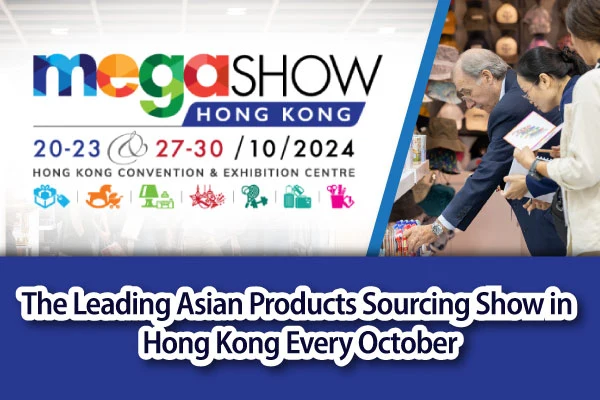 megaSHOW
HONG KONG
20-23 & 27-30 /10/2024
HONG KONG CONVENTION & EXHIBITION CENTRE
The Leading Asian Products Sourcing Show in
Hong Kong Every October